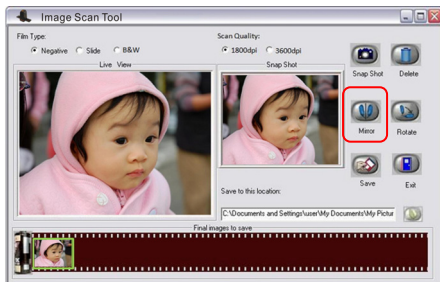 Image Scan Tool
Film Type:
Negative Slide B&W
Scan Quality:
1800dpi 3600dpi
Live View
Snap Shot
Snap Shot Delete
Mirror Rotate
Save Exit
Save to this location:
C:\Documents and Settings\user\My Documents\My Pictur
Final images to save